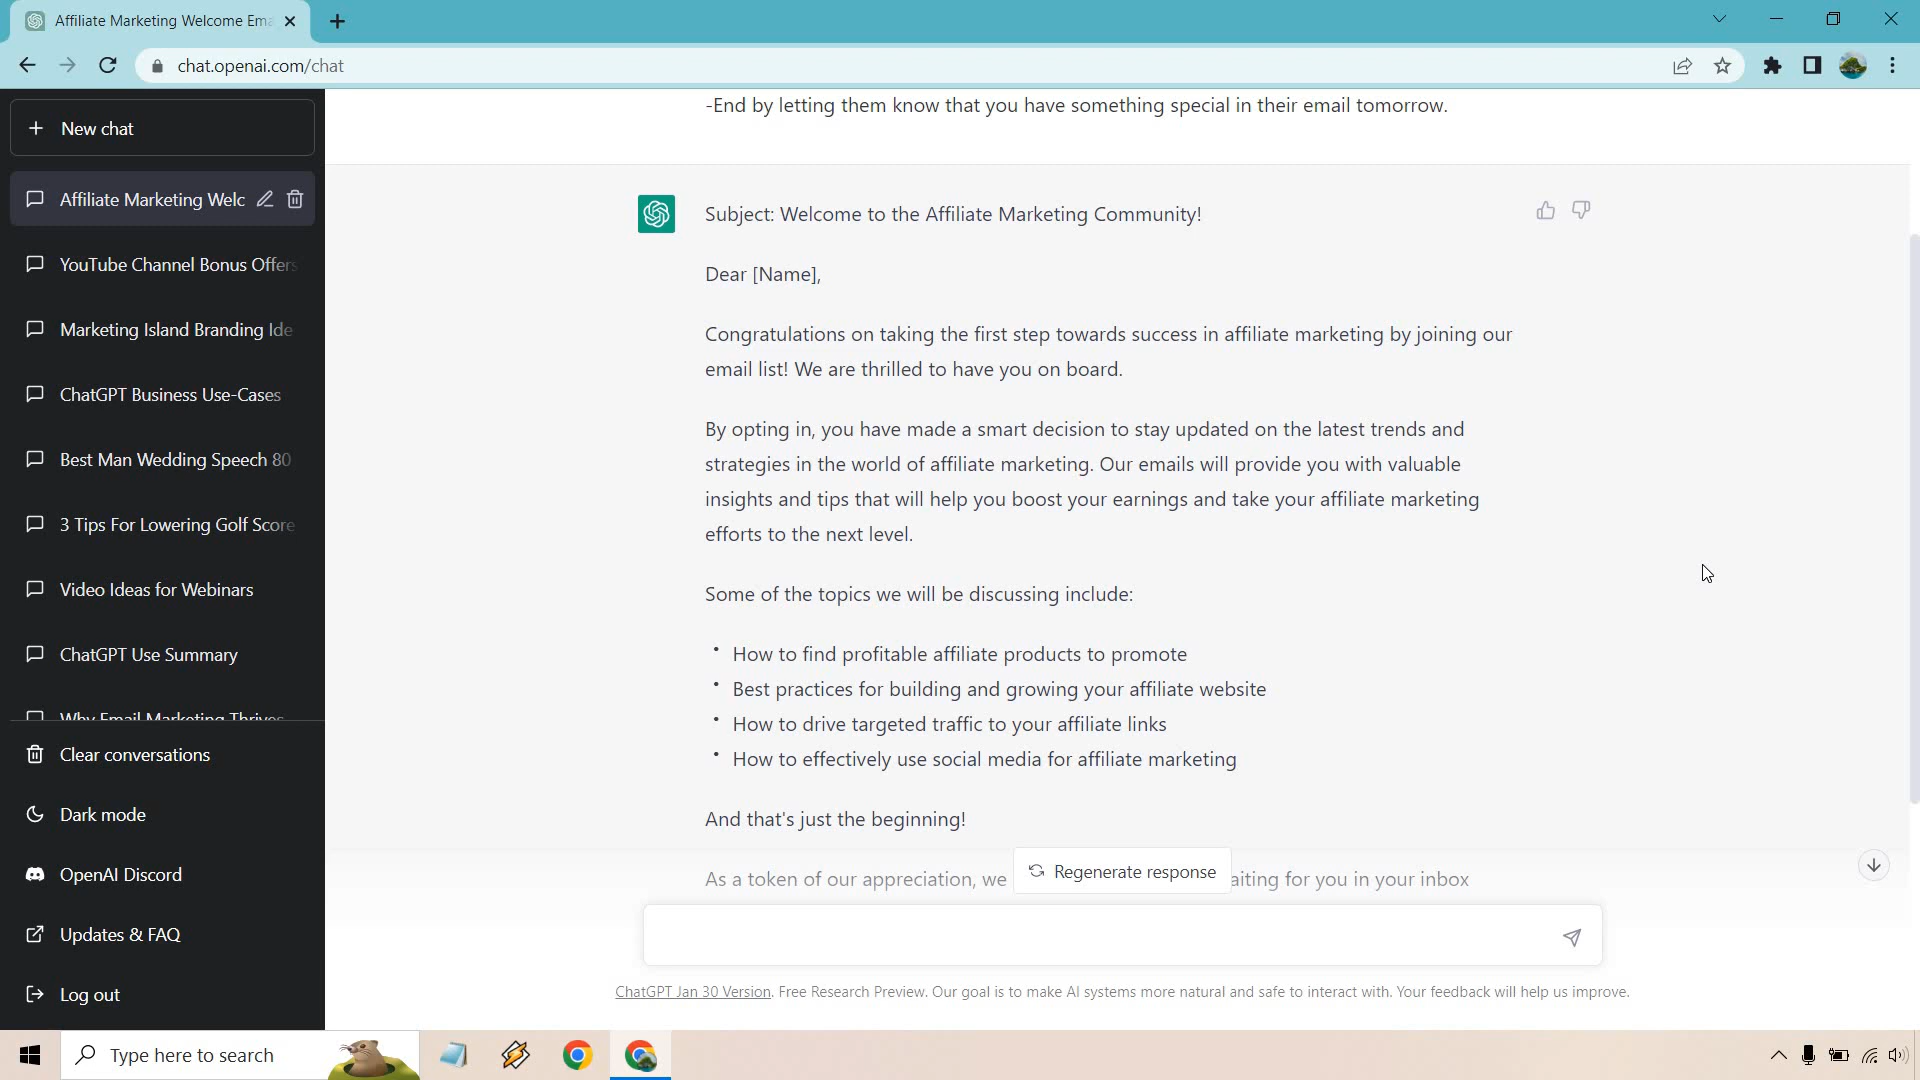 Affiliate Marketing Welcome Ema
chat.openai.com/chat
New chat
Affiliate Marketing Welc
YouTube Channel Bonus Offers
Marketing Island Branding Ide
ChatGPT Business Use-Cases
Best Man Wedding Speech 80
3 Tips For Lowering Golf Score
Video Ideas for Webinars
ChatGPT Use Summary
Why Email Marketing Thrives
Clear conversations
Dark mode
OpenAI Discord
Updates & FAQ
Log out
-End by letting them know that you have something special in their email tomorrow.
Subject: Welcome to the Affiliate Marketing Community!
Dear [Name],
Congratulations on taking the first step towards success in affiliate marketing by joining our
email list! We are thrilled to have you on board.
By opting in, you have made a smart decision to stay updated on the latest trends and
strategies in the world of affiliate marketing. Our emails will provide you with valuable
insights and tips that will help you boost your earnings and take your affiliate marketing
efforts to the next level.
Some of the topics we will be discussing include:
• How to find profitable affiliate products to promote
• Best practices for building and growing your affiliate website
• How to drive targeted traffic to your affiliate links
• How to effectively use social media for affiliate marketing
And that's just the beginning!
As a token of our appreciation, we aiting for you in your inbox
Regenerate response
ChatGPT Jan 30 Version. Free Research Preview. Our goal is to make AI systems more natural and safe to interact with. Your feedback will help us improve.
Type here to search